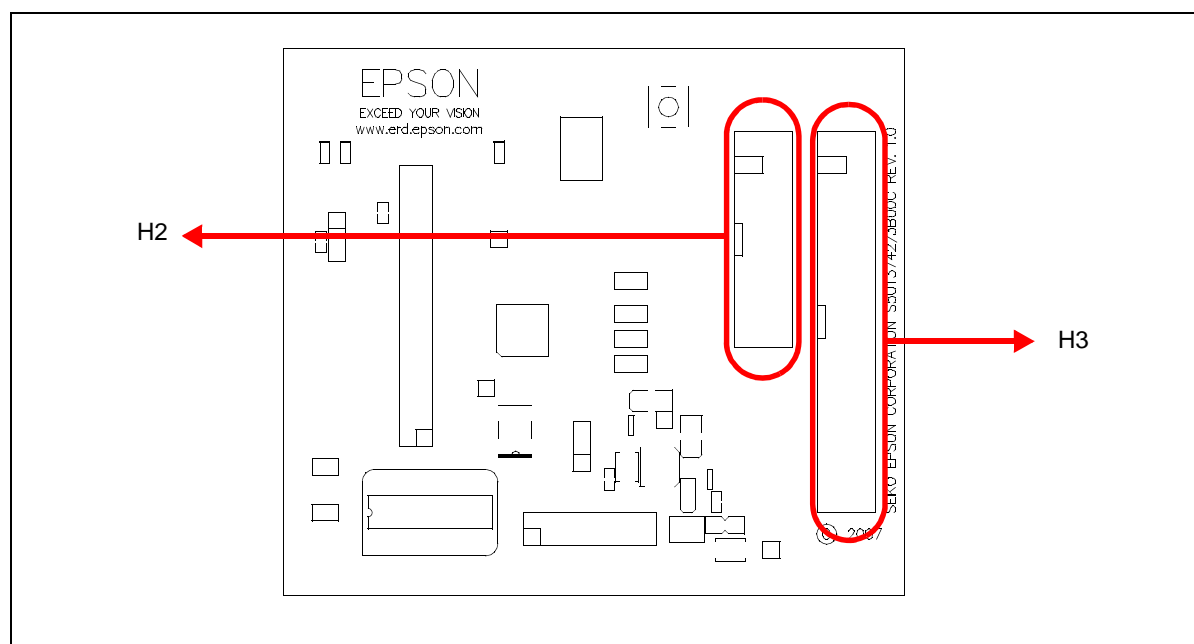 EPSON
EXCEED YOUR VISION
www.erd.epson.com
H2
H3
SEIKO EPSON CORPORATION S5U13742/3B00C REV. 1.0
© 2007